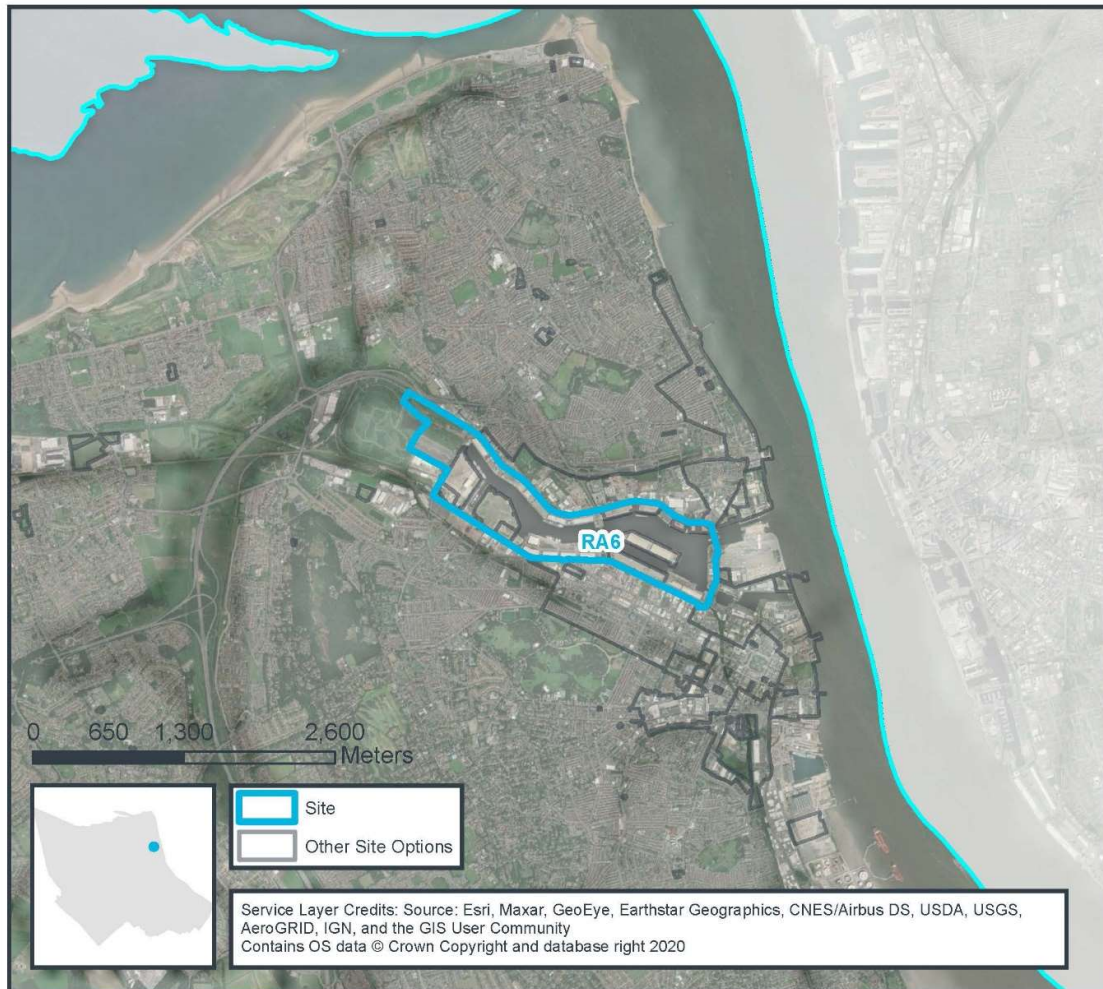 RA6
0 650 1,300 2,600
Meters
Site
Other Site Options
Service Layer Credits: Source: Esri, Maxar, GeoEye, Earthstar Geographics, CNES/Airbus DS, USDA, USGS,
AeroGRID, IGN, and the GIS User Community
Contains OS data © Crown Copyright and database right 2020